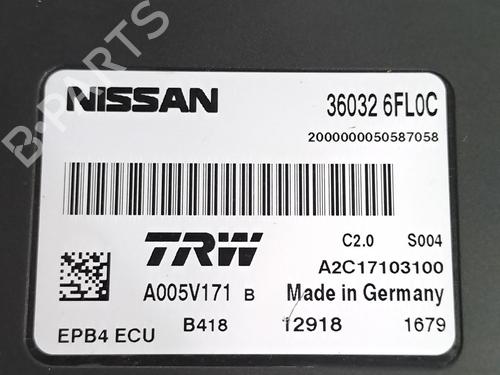 B-PARTS
NISSAN 36032 6FL0C
2000000050587058
TRW C2.0 S004
A2C17103100
A005V171 B Made in Germany
EPB4 ECU B418 12918 1679